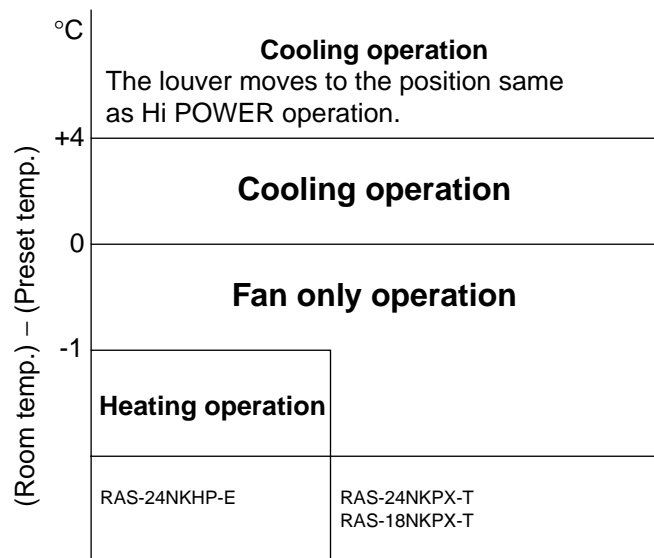 °C
Cooling operation
The louver moves to the position same
as Hi POWER operation.
+4
Cooling operation
0
Fan only operation
-1
Heating operation
(Room temp.) – (Preset temp.)
RAS-24NKHP-E
RAS-24NKPX-T
RAS-18NKPX-T